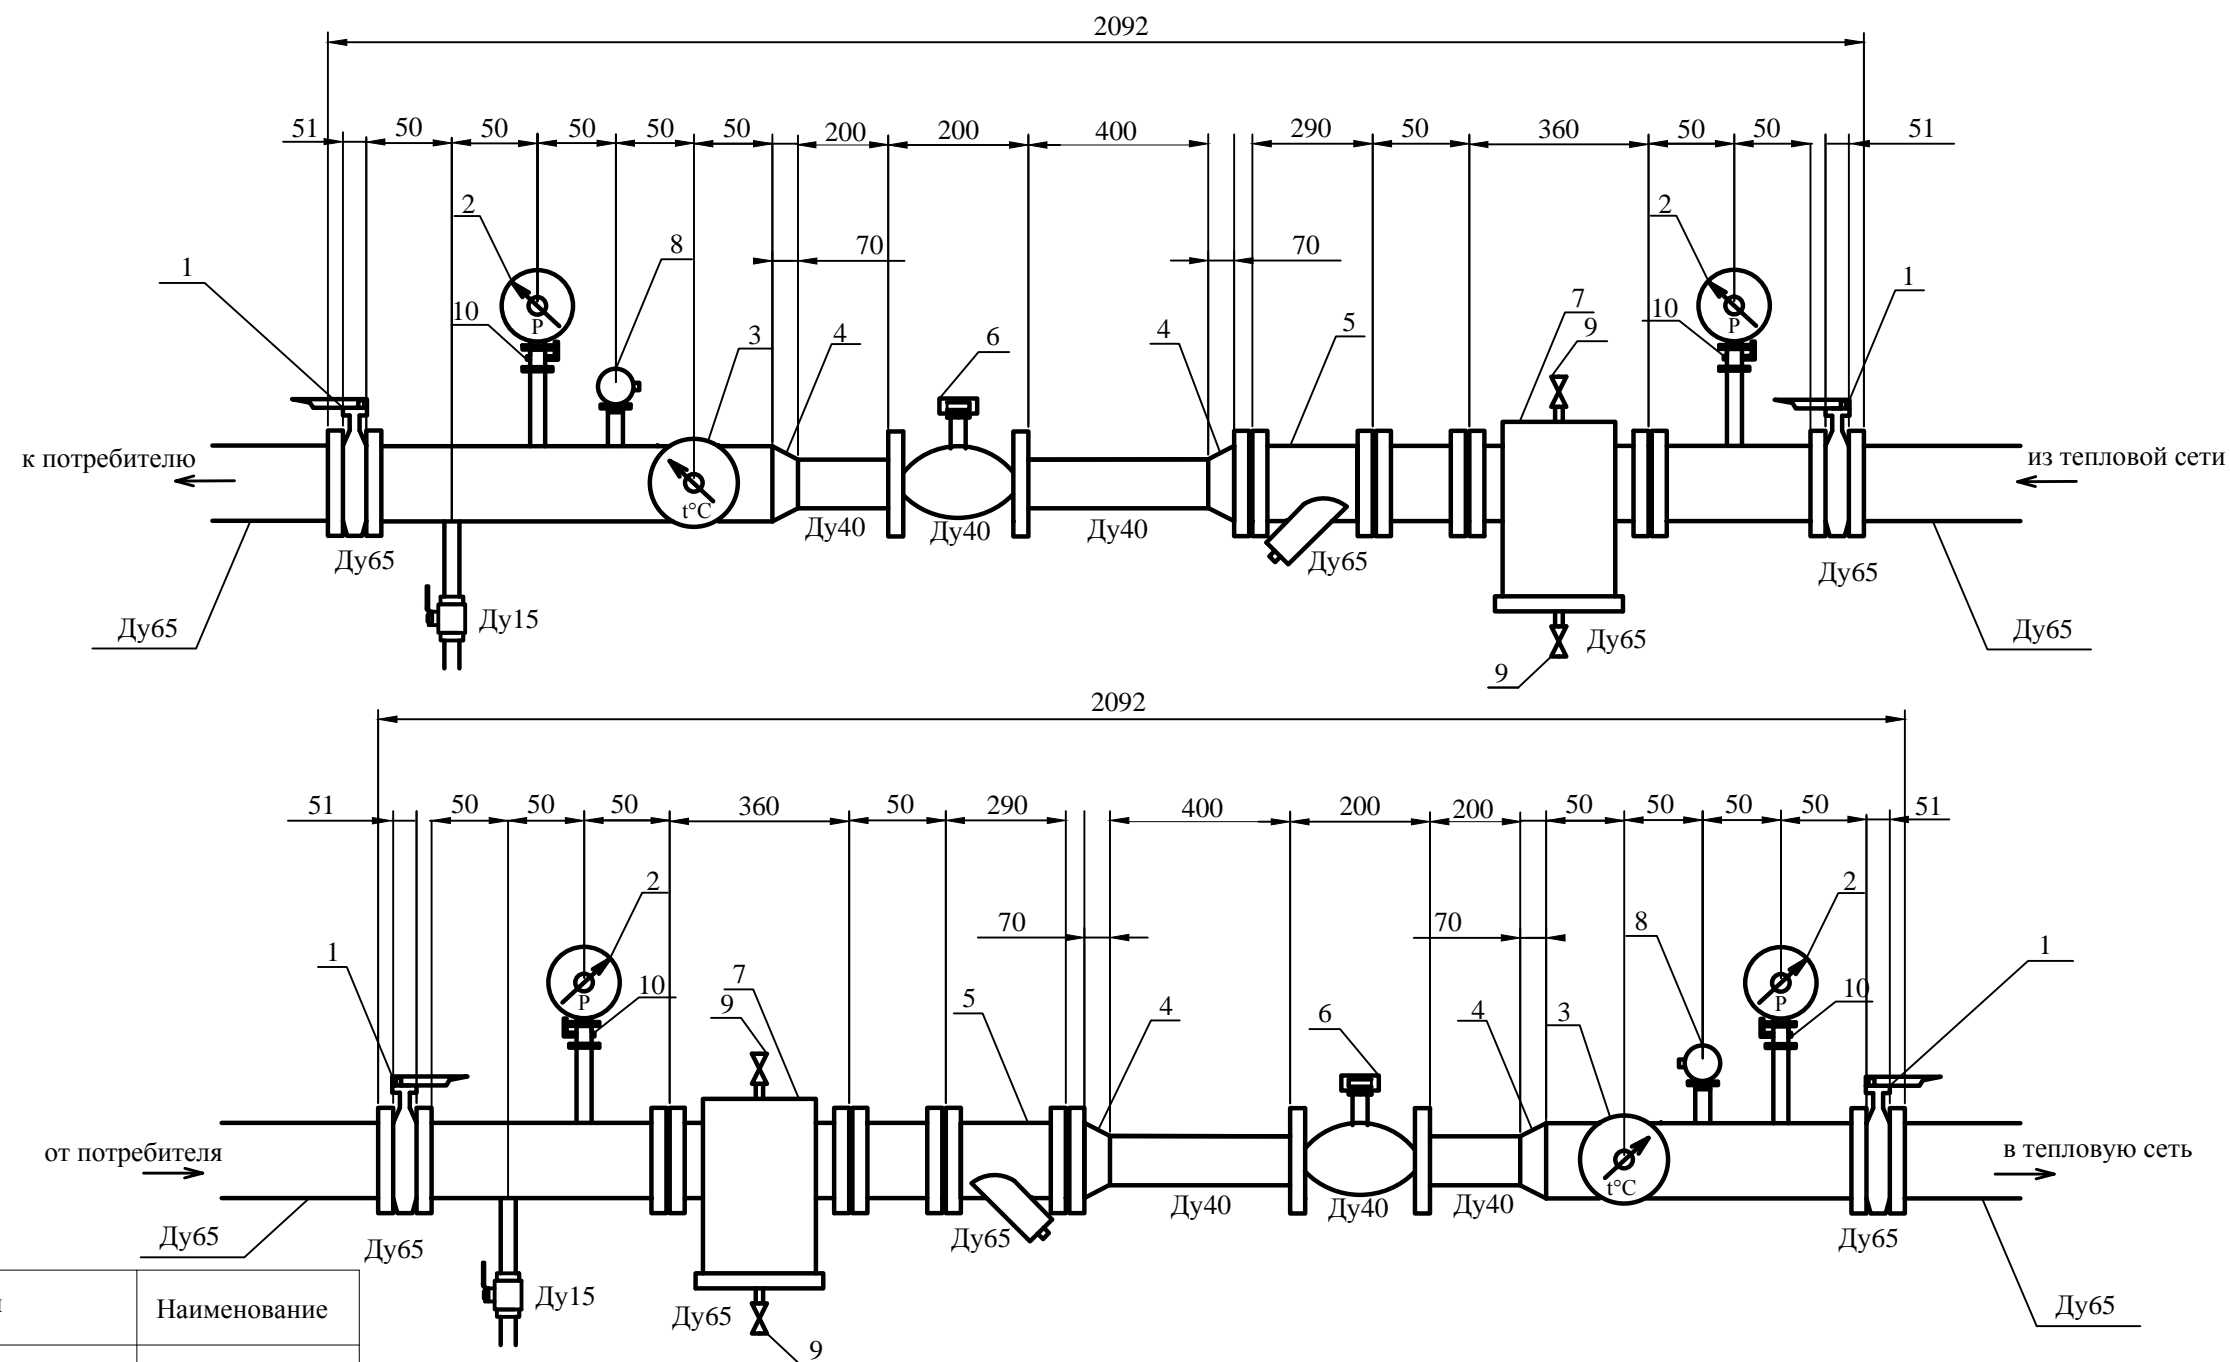 2092
51 50 50 50 50 50 200 200 400 290 50 360 50 50 51
2 2
8 70 70
1 1
10 7 10
P P
3 4 6 4 5 9
к потребителю из тепловой сети
t°C
Ду40 Ду40 Ду40
Ду65 Ду65 Ду65
Ду65 Ду15 Ду65 Ду65
9
2092
51 50 50 50 360 50 290 400 200 200 50 50 50 50 51
2 2
70 70 8
1 1
7 10 10
P P
9 5 4 6 4 3
от потребителя в тепловую сеть
t°C
Ду40 Ду40 Ду40
Ду65 Ду65 Ду65 Ду65
Ду15 Ду65 Ду65
Наименование
9